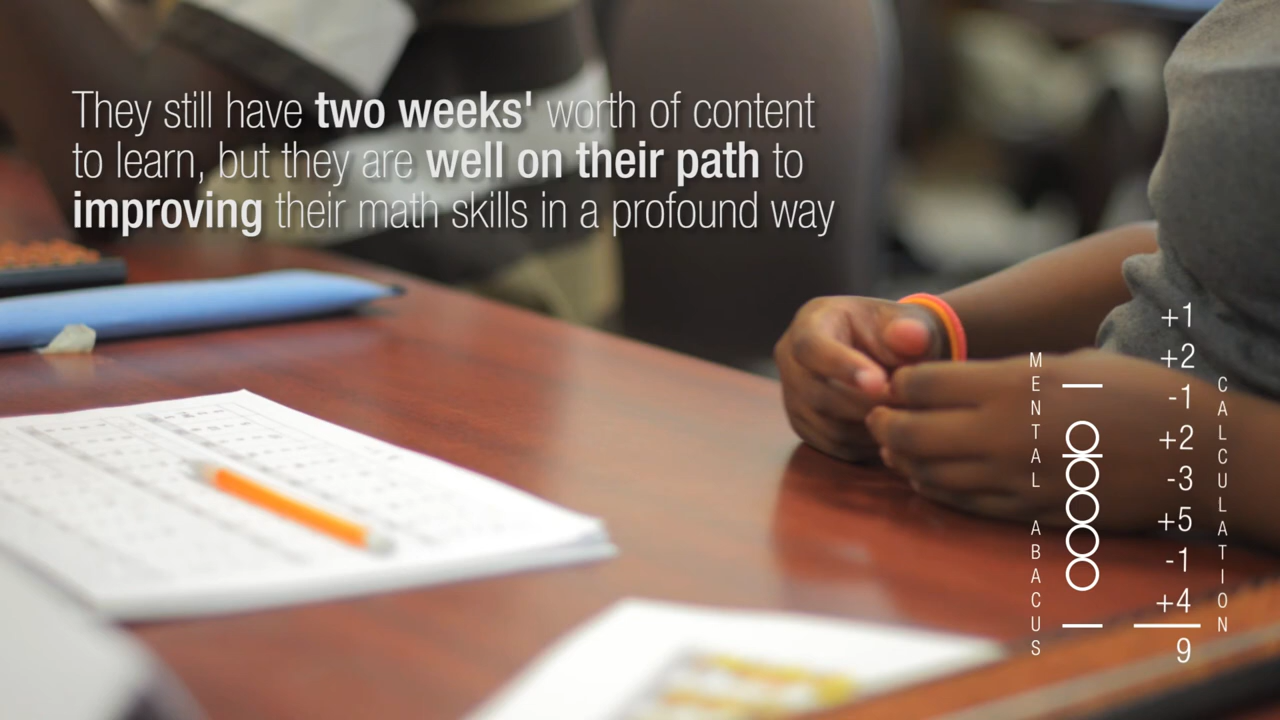 They still have two weeks' worth of content
to learn, but they are well on their path to
improving their math skills in a profound way
MENTAL ABACUS
+1
+2
-1
+2
-3
+5
-1
+4
9
CALCULATION